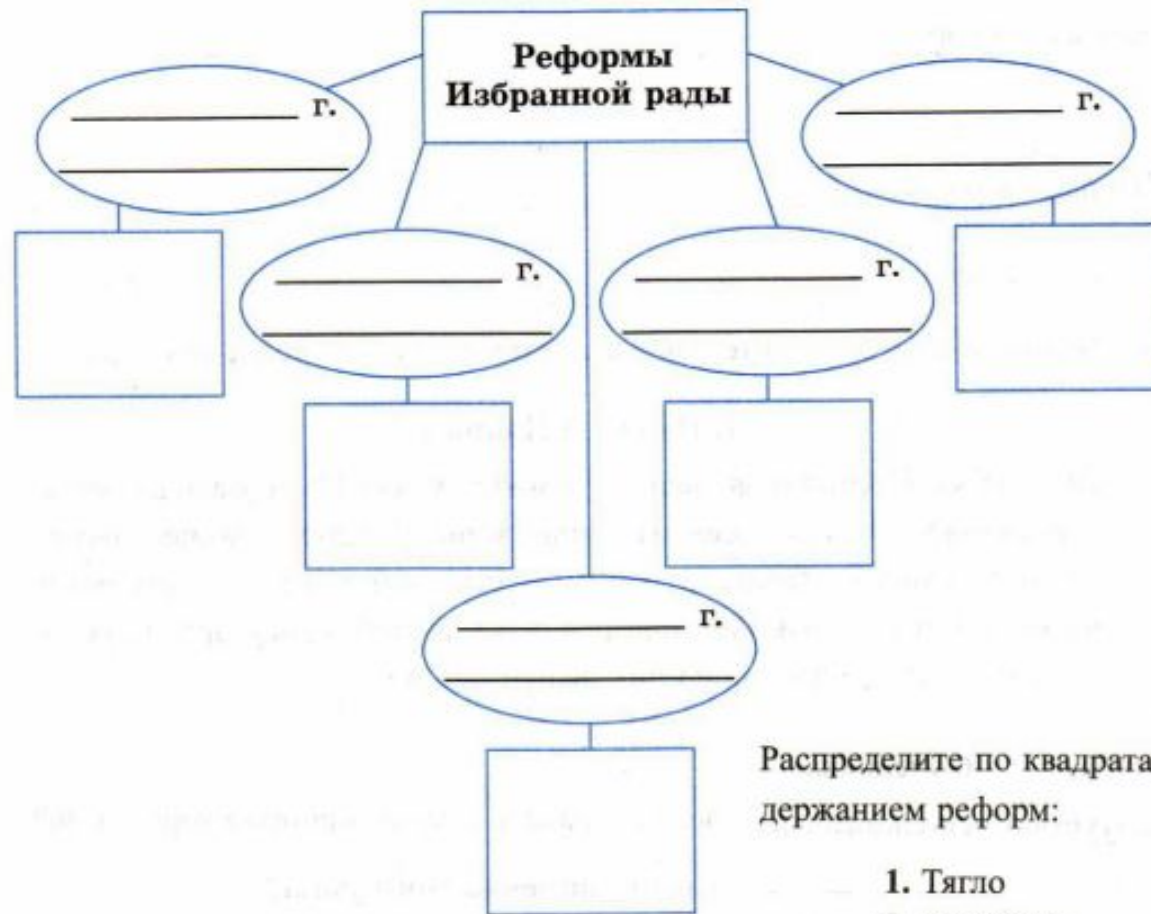 Реформы
Избранной рады
г.
г.
г.
г.
г.
Распределите по квадрата
держанием реформ:
1. Тягло